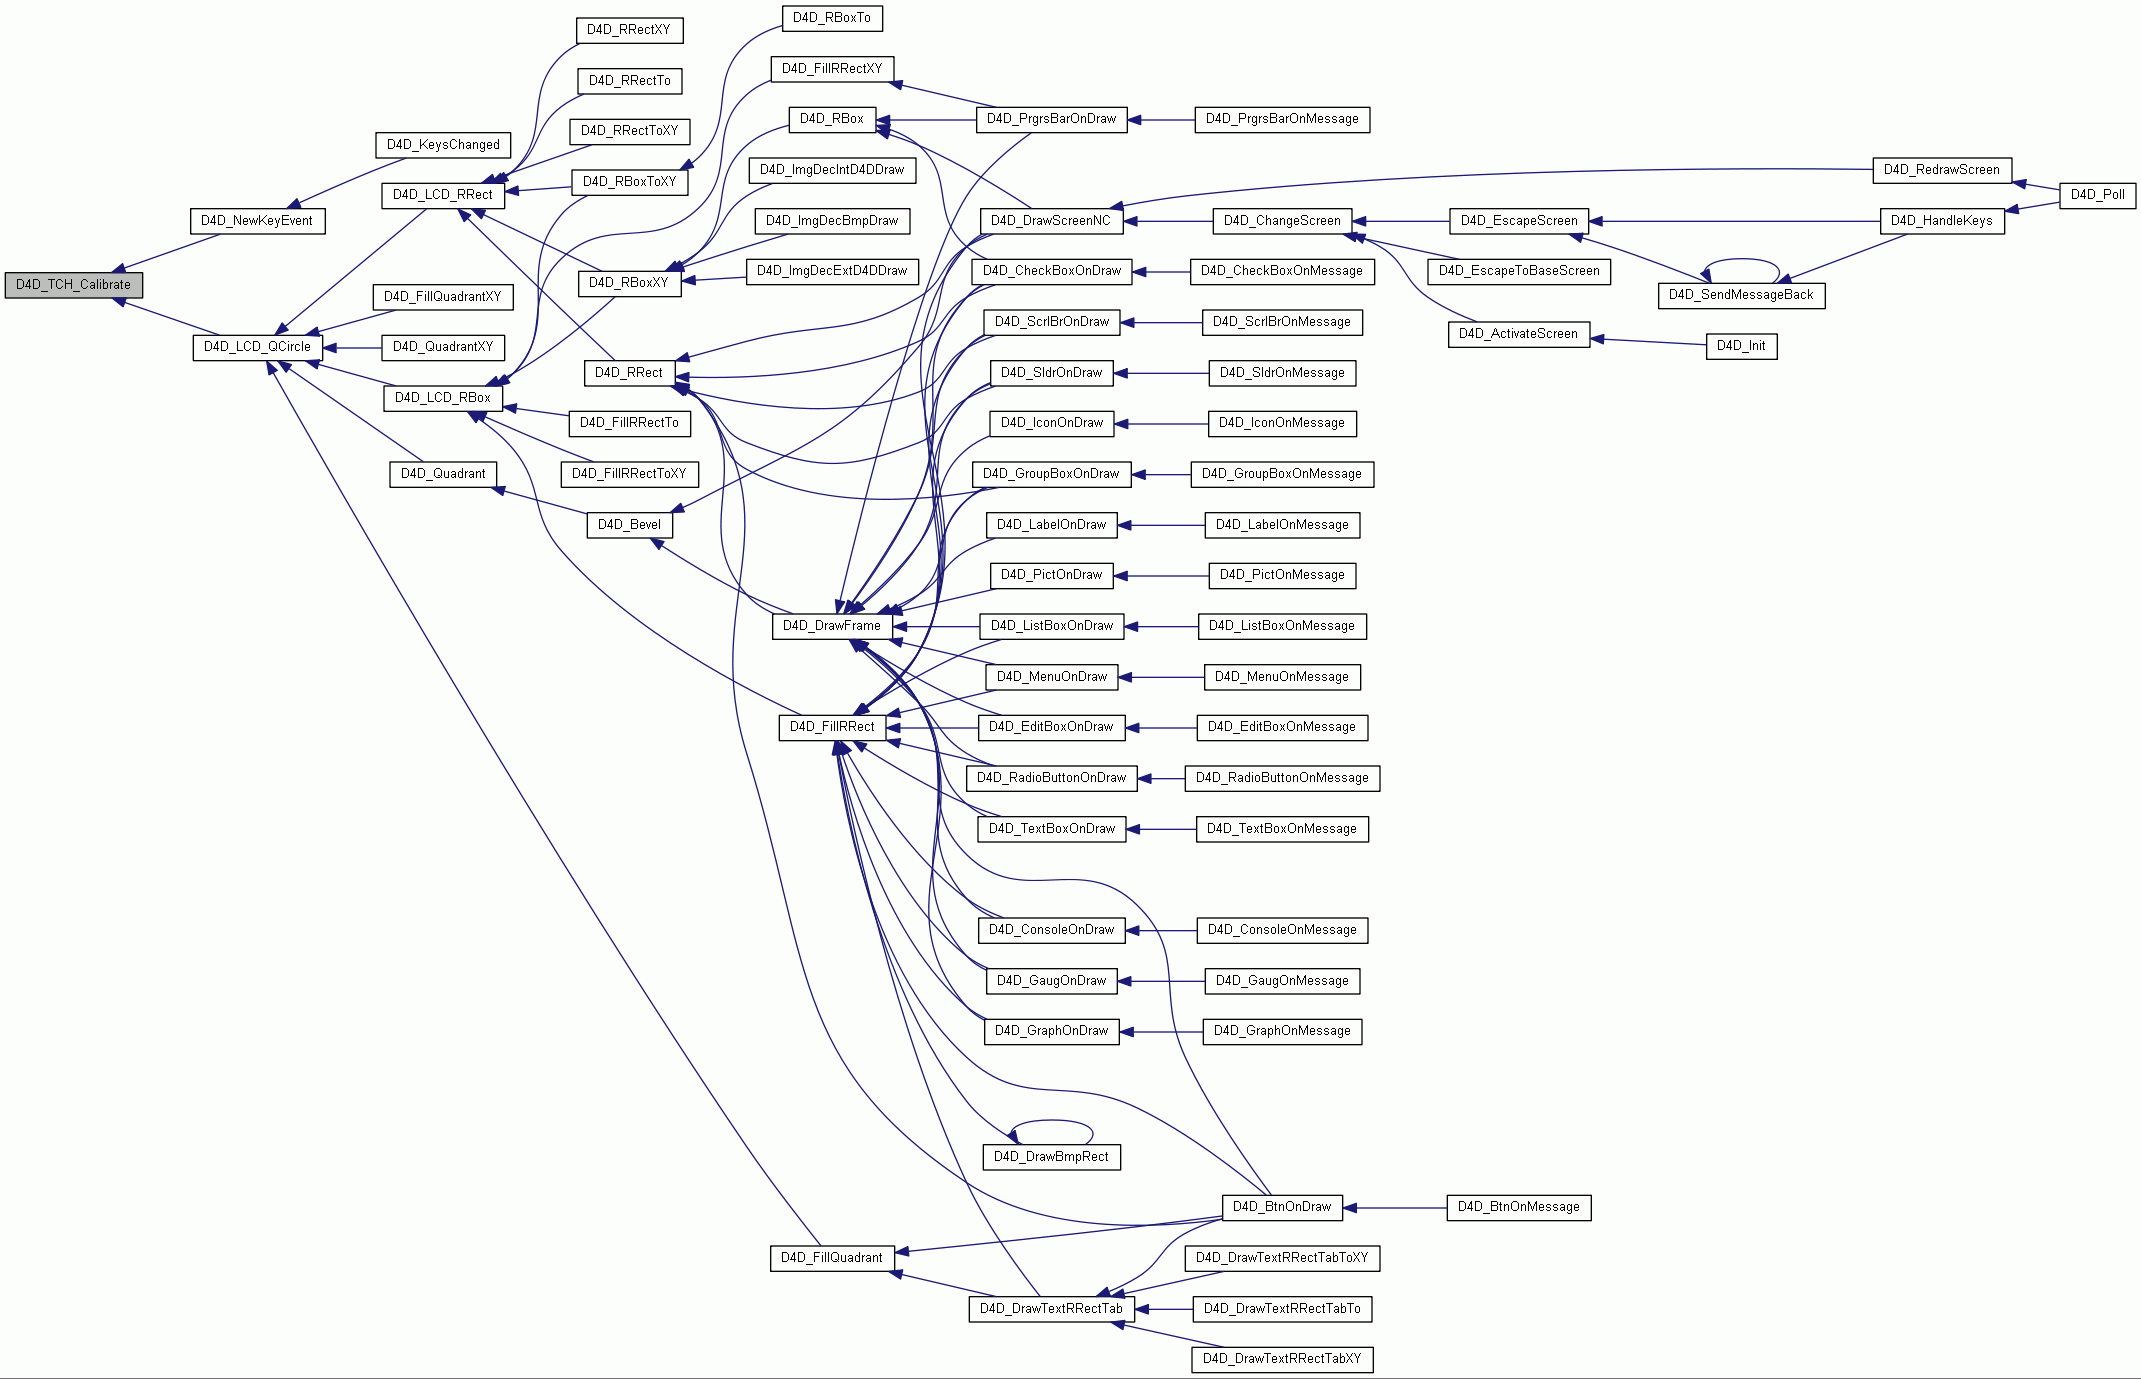 D4D_RBoxTo
D4D_RRectXY
D4D_FillRRectXY
D4D_RRectTo
D4D_RBox
D4D_PrgrsBarOnDraw
D4D_PrgrsBarOnMessage
D4D_RRectToXY
D4D_KeysChanged
D4D_ImgDecIntD4DDraw
D4D_RedrawScreen
D4D_RBoxToXY
D4D_LCD_RRect
D4D_Poll
D4D_NewKeyEvent
D4D_ImgDecBmpDraw
D4D_DrawScreenNC
D4D_ChangeScreen
D4D_EscapeScreen
D4D_HandleKeys
D4D_ImgDecExtD4DDraw
D4D_CheckBoxOnDraw
D4D_CheckBoxOnMessage
D4D_EscapeToBaseScreen
D4D_TCH_Calibrate
D4D_RBoxXY
D4D_FillQuadrantXY
D4D_SendMessageBack
D4D_ScrlBrOnDraw
D4D_ScrlBrOnMessage
D4D_ActivateScreen
D4D_Init
D4D_LCD_QCircle
D4D_QuadrantXY
D4D_RRect
D4D_SldrOnDraw
D4D_SldrOnMessage
D4D_LCD_RBox
D4D_FillRRectTo
D4D_IconOnDraw
D4D_IconOnMessage
D4D_Quadrant
D4D_FillRRectToXY
D4D_GroupBoxOnDraw
D4D_GroupBoxOnMessage
D4D_Bevel
D4D_LabelOnDraw
D4D_LabelOnMessage
D4D_PictOnDraw
D4D_PictOnMessage
D4D_DrawFrame
D4D_ListBoxOnDraw
D4D_ListBoxOnMessage
D4D_MenuOnDraw
D4D_MenuOnMessage
D4D_FillRRect
D4D_EditBoxOnDraw
D4D_EditBoxOnMessage
D4D_RadioButtonOnDraw
D4D_RadioButtonOnMessage
D4D_TextBoxOnDraw
D4D_TextBoxOnMessage
D4D_ConsoleOnDraw
D4D_ConsoleOnMessage
D4D_GaugOnDraw
D4D_GaugOnMessage
D4D_GraphOnDraw
D4D_GraphOnMessage
D4D_DrawBmpRect
D4D_BtnOnDraw
D4D_BtnOnMessage
D4D_FillQuadrant
D4D_DrawTextRRectTabToXY
D4D_DrawTextRRectTab
D4D_DrawTextRRectTabTo
D4D_DrawTextRRectTabXY